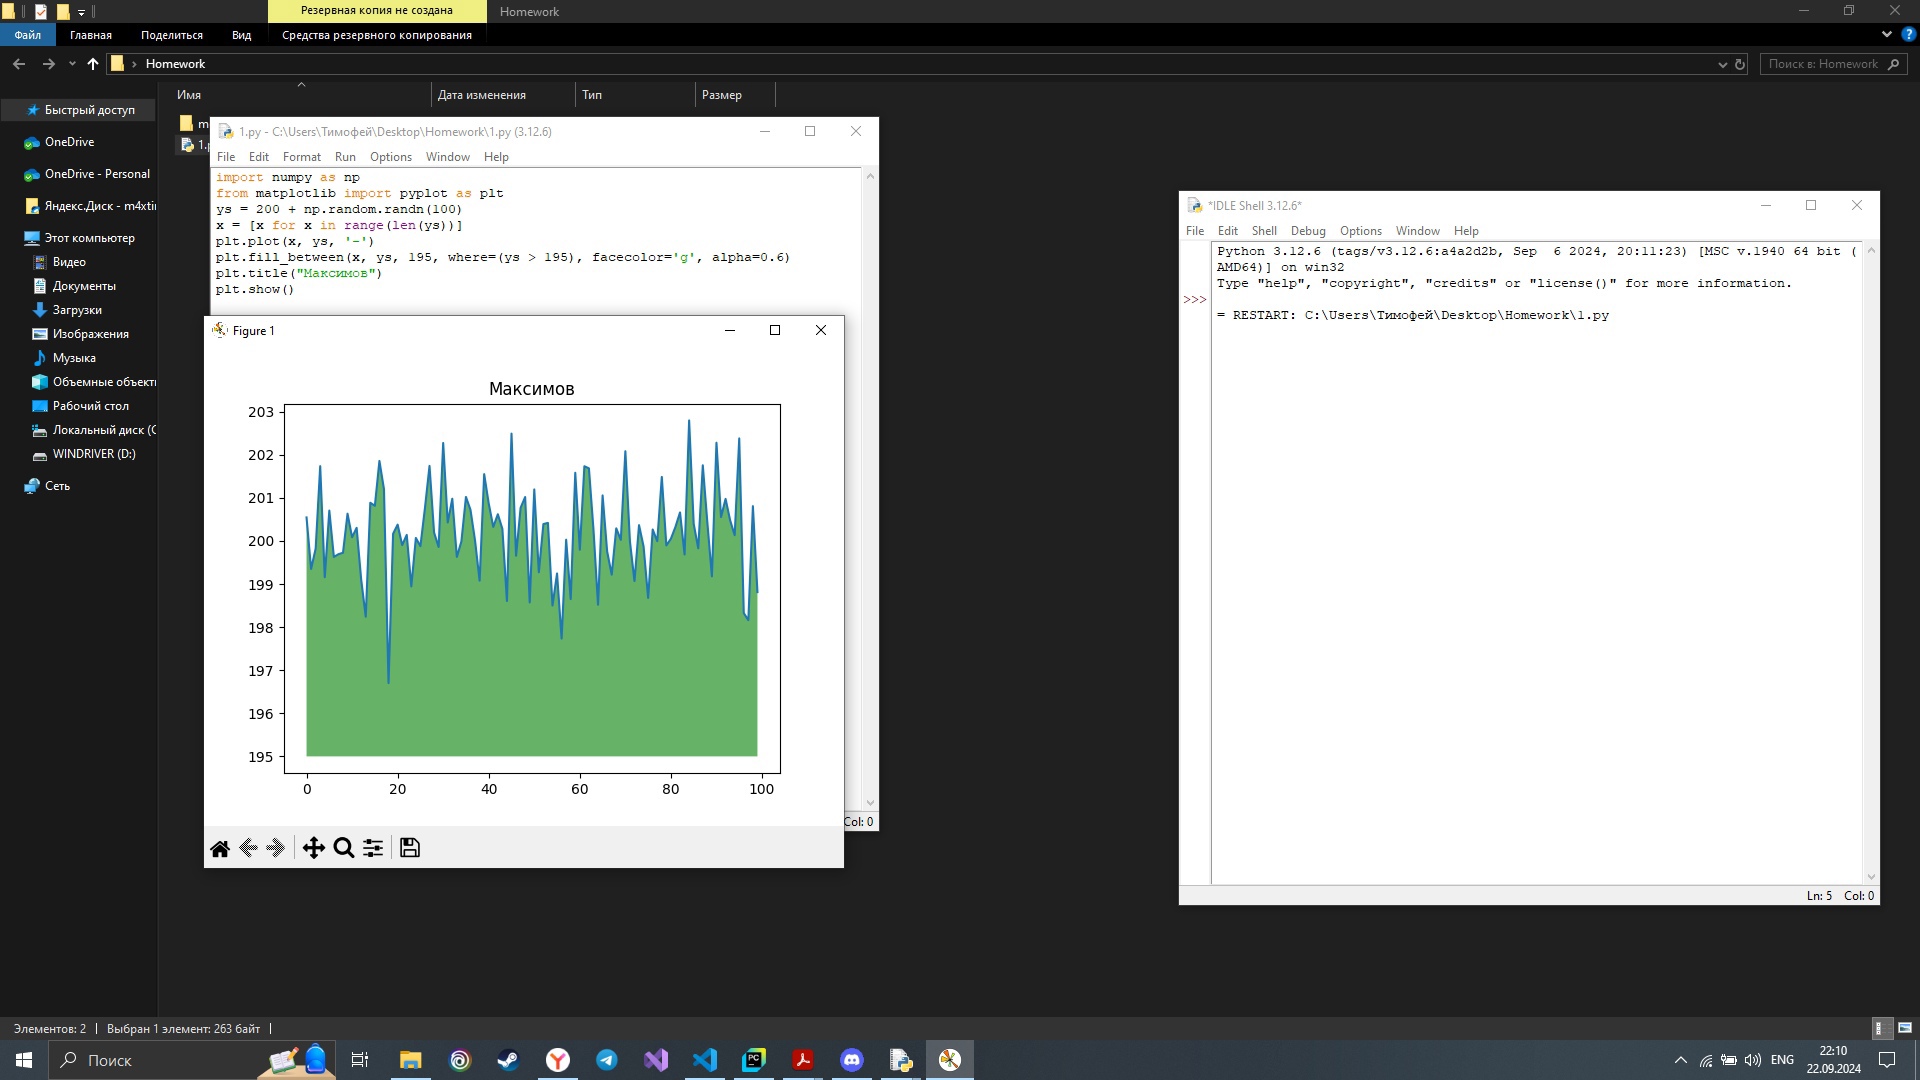 Резервная копия не создана
Homework
Файл
Главная
Поделиться
Вид
Средства резервного копирования
Homework
Поиск в: Homework
Имя
Дата изменения
Тип
Размер
Быстрый доступ
OneDrive
OneDrive - Personal
Яндекс.Диск - m4xti
Этот компьютер
Видео
Документы
Загрузки
Изображения
Музыка
Объемные объект
Рабочий стол
Локальный диск (C
WINDRIVER (D:)
Сеть
m
1.p
1.py - C:\Users\Тимофей\Desktop\Homework\1.py (3.12.6)
File Edit Format Run Options Window Help
import numpy as np
from matplotlib import pyplot as plt
ys = 200 + np.random.randn(100)
x = [x for x in range(len(ys))]
plt.plot(x, ys, '-')
plt.fill_between(x, ys, 195, where=(ys > 195), facecolor='g', alpha=0.6)
plt.title("Максимов")
plt.show()
Col: 0
Figure 1
Максимов
203
202
201
200
199
198
197
196
195
0 20 40 60 80 100
*IDLE Shell 3.12.6*
File Edit Shell Debug Options Window Help
Python 3.12.6 (tags/v3.12.6:a4a2d2b, Sep  6 2024, 20:11:23) [MSC v.1940 64 bit (
AMD64)] on win32
Type "help", "copyright", "credits" or "license()" for more information.
>>>
= RESTART: C:\Users\Тимофей\Desktop\Homework\1.py
Ln: 5 Col: 0
Элементов: 2
Выбран 1 элемент: 263 байт
Поиск
PC
ENG
22:10
22.09.2024